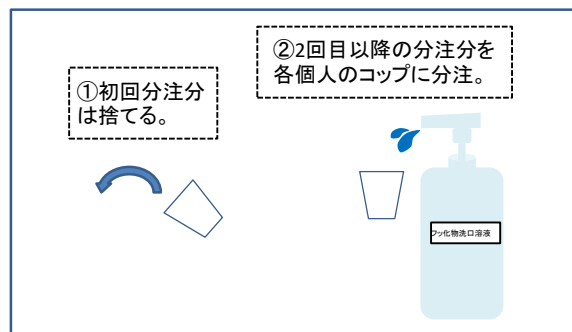 ①初回分注分
は捨てる。
②2回目以降の分注分を
各個人のコップに分注。
フッ化物洗口溶液